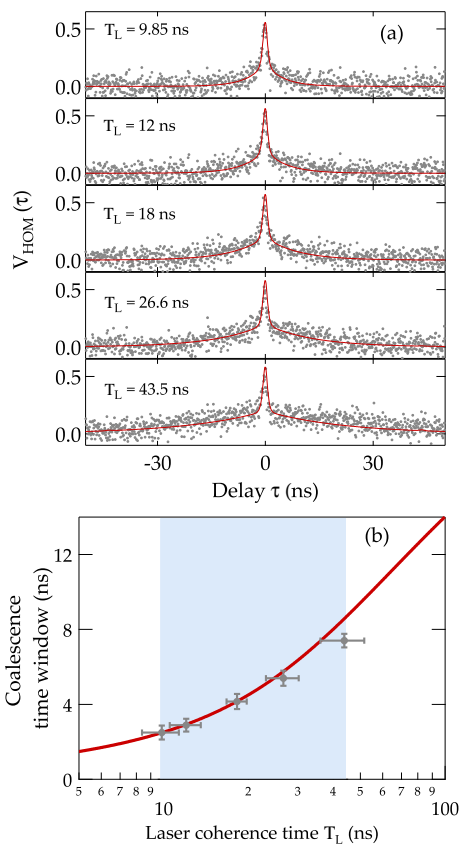 (a)
T_L = 9.85 ns
0.5
0.0
T_L = 12 ns
0.5
0.0
T_L = 18 ns
0.5
0.0
T_L = 26.6 ns
0.5
0.0
T_L = 43.5 ns
0.5
0.0
V_HOM (τ)
-30 0 30
Delay τ (ns)
(b)
12
8
4
0
Coalescence
time window (ns)
5 6 7 8 9 10 2 3 4 5 6 7 8 9 100
Laser coherence time T_L (ns)